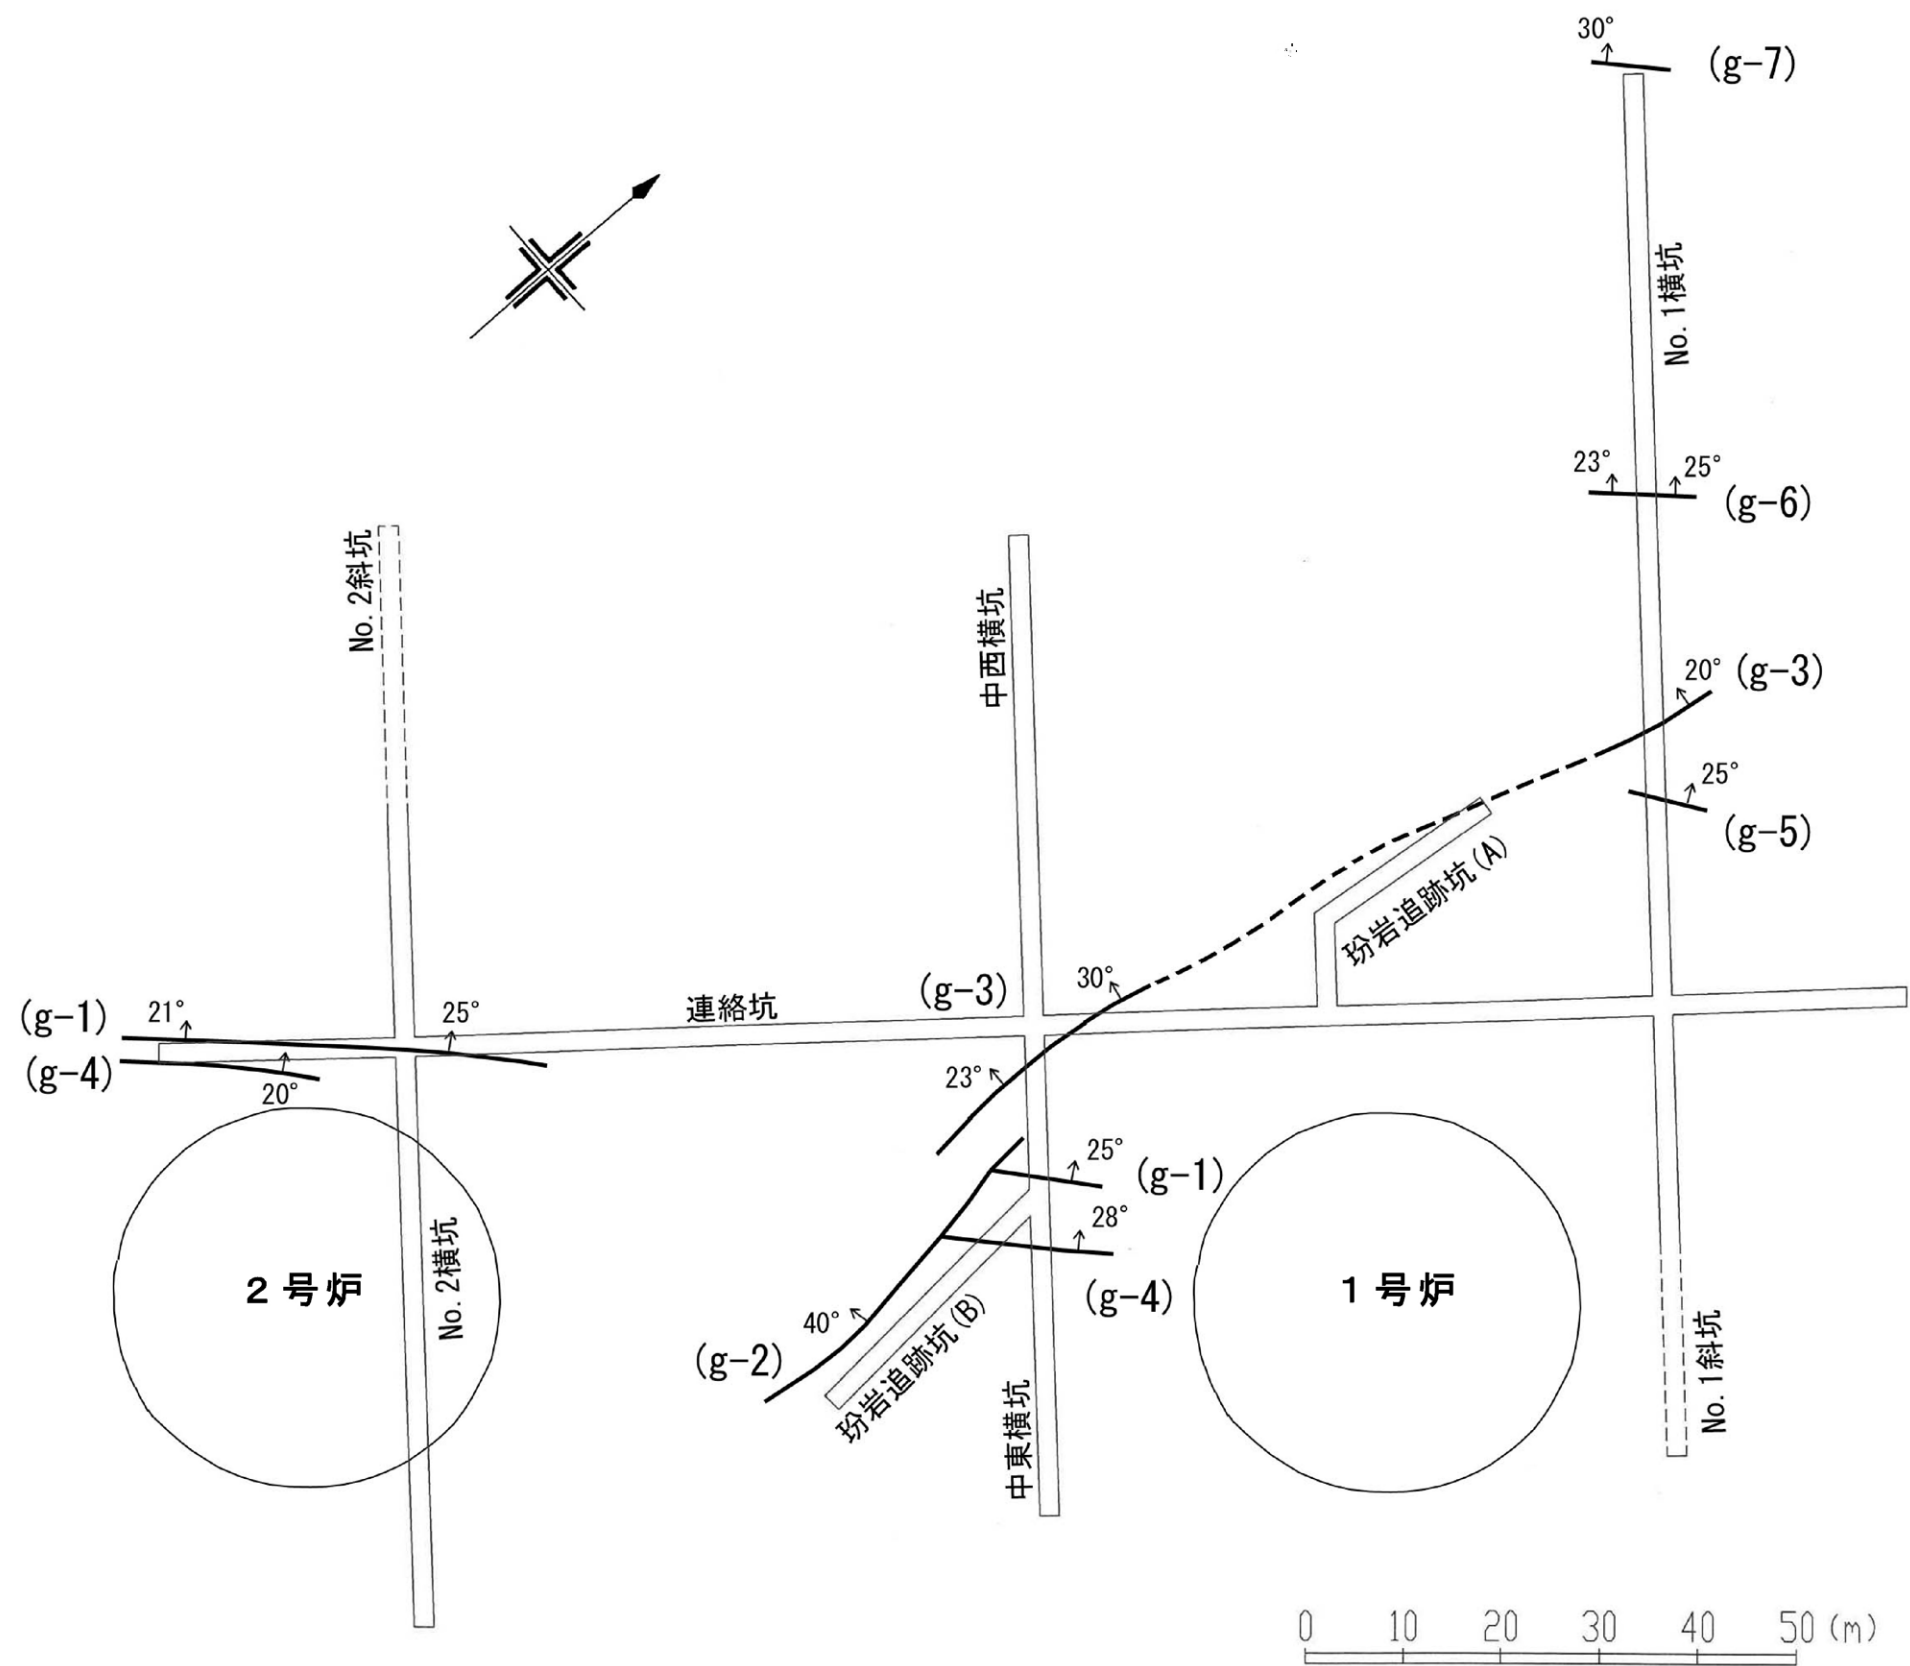 30°
(g-7)
No.1横坑
23°
25°
(g-6)
No.2斜坑
中西横坑
20°
(g-3)
25°
(g-5)
玢岩追跡坑(A)
(g-1)
21°
25°
連絡坑
(g-3)
30°
(g-4)
20°
23°
25°
(g-1)
28°
(g-4)
2号炉
No.2横坑
40°
(g-2)
玢岩追跡坑(B)
中東横坑
1号炉
No.1斜坑
0 10 20 30 40 50 (m)